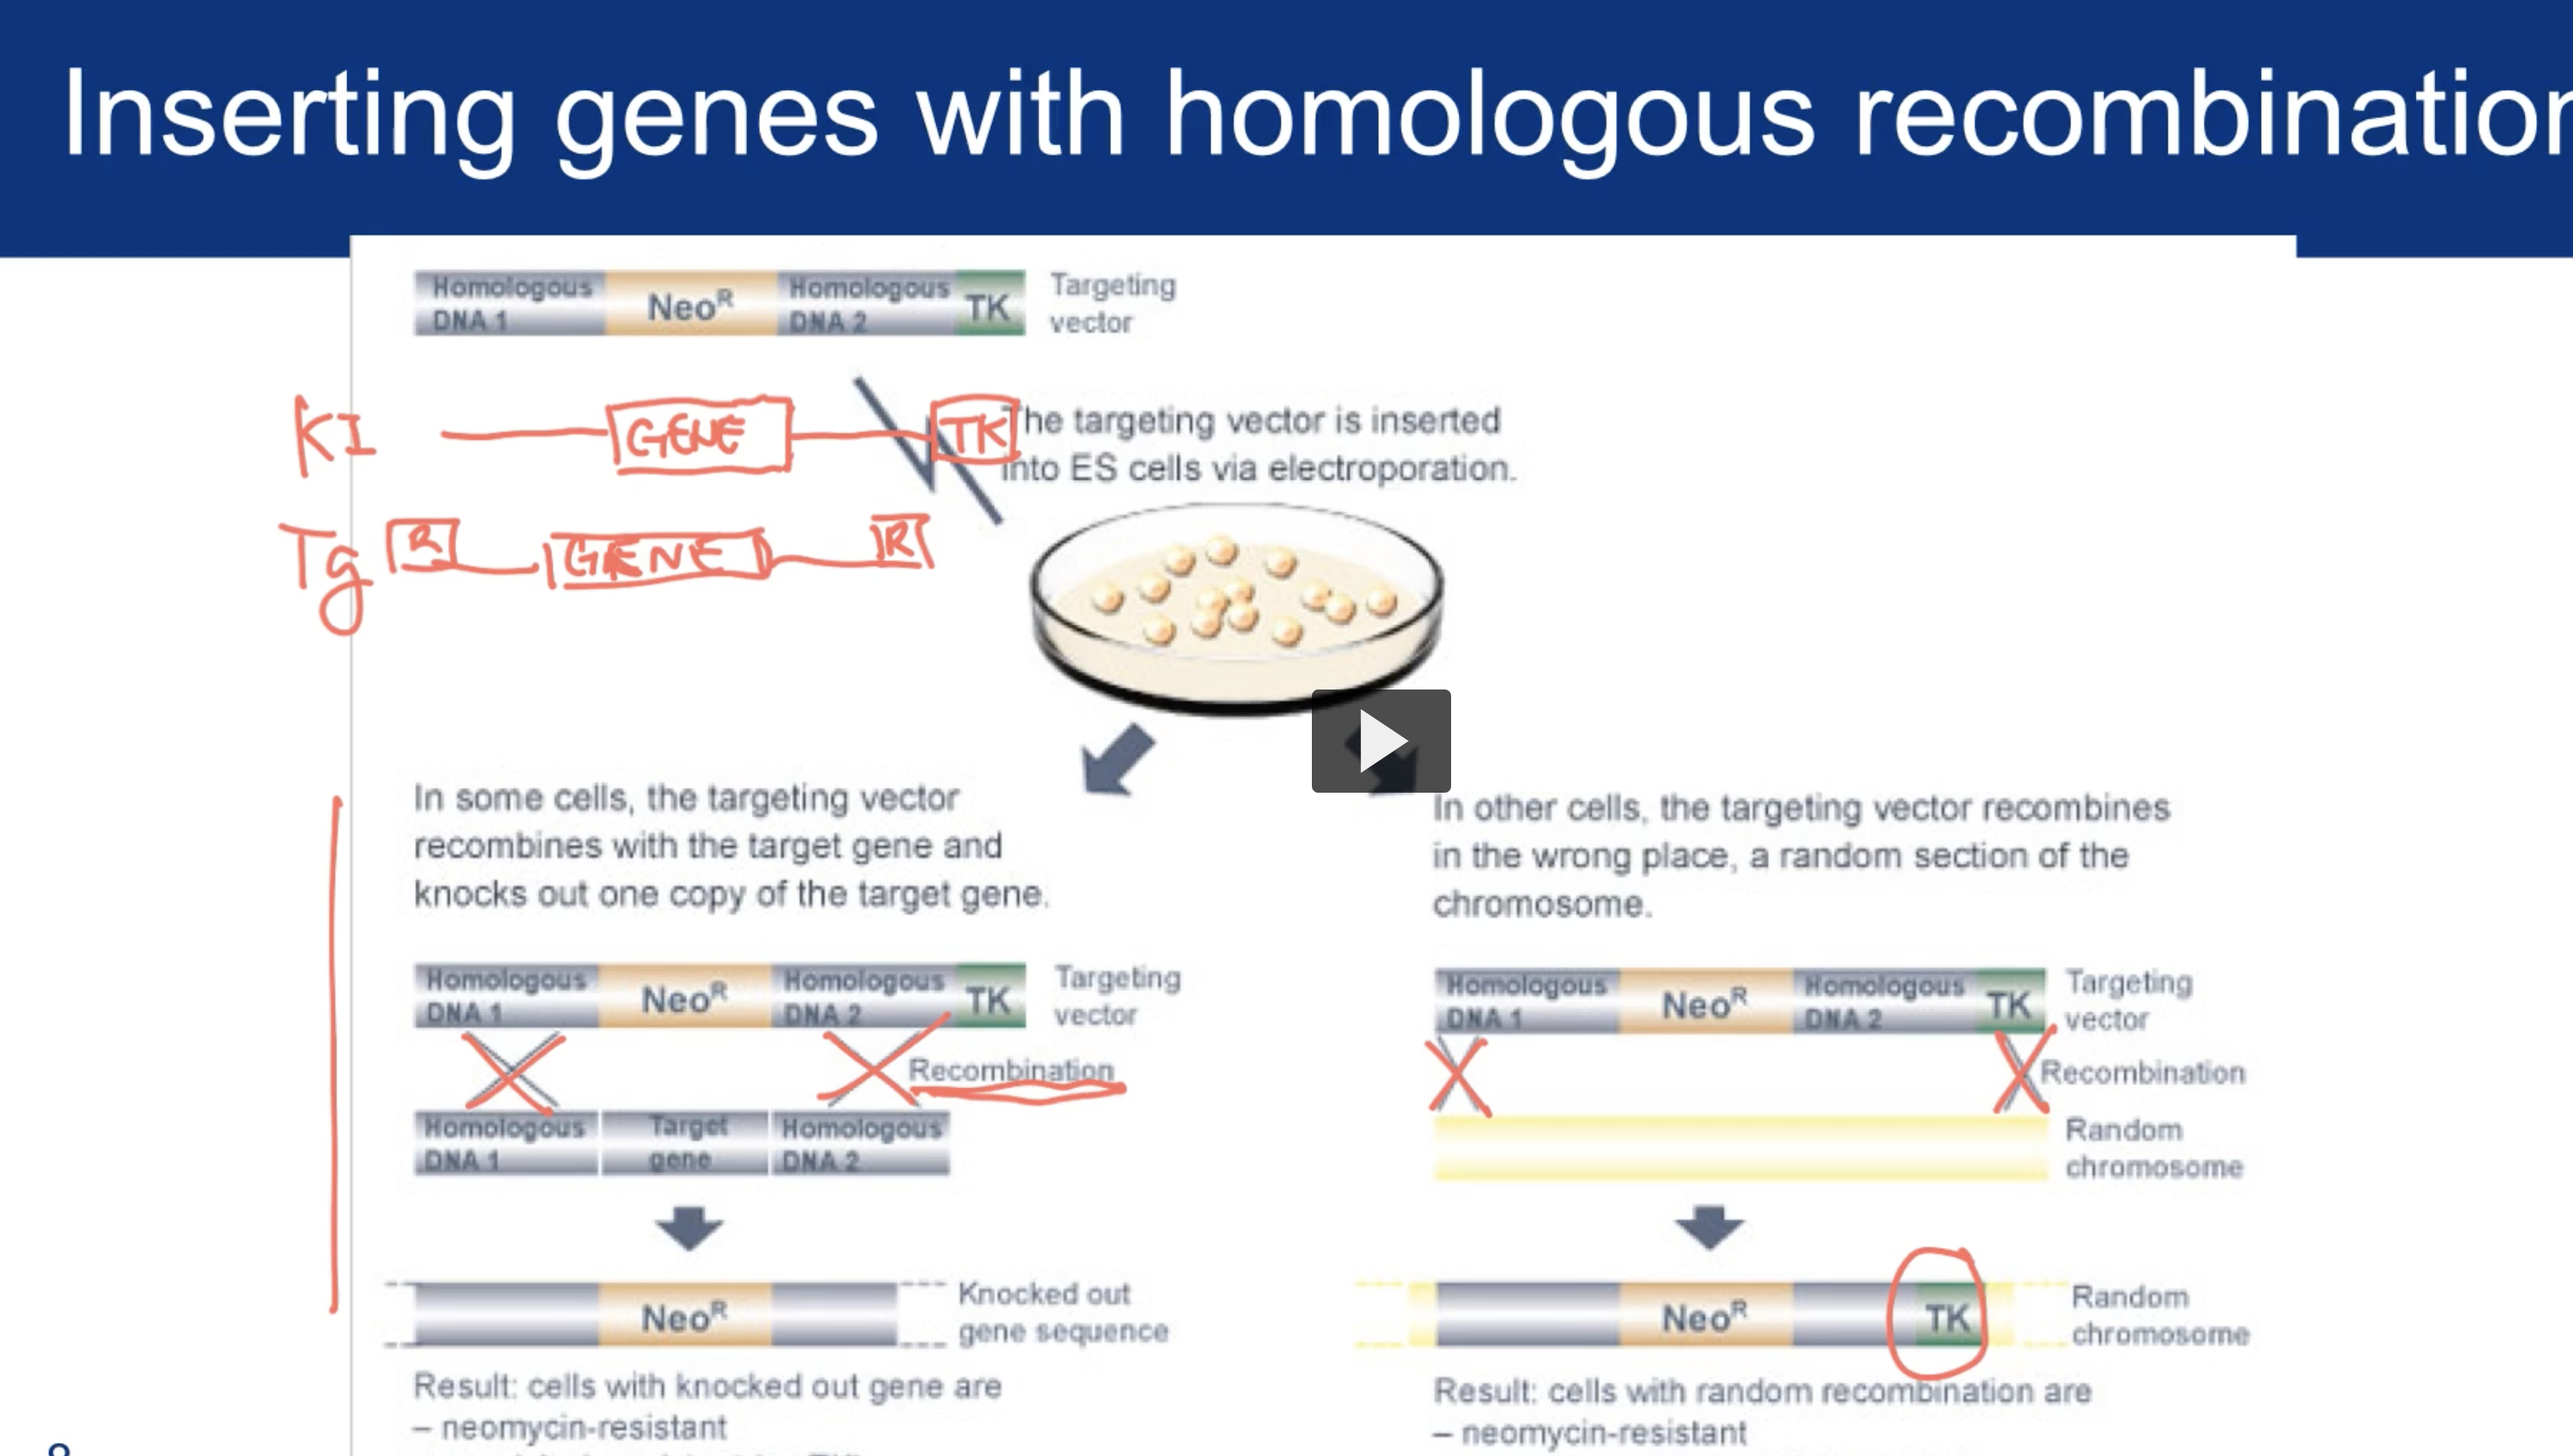 Inserting genes with homologous recombination
Homologous
DNA 1
Neo^R
Homologous
DNA 2
TK
Targeting
vector
KI
GENE
TK
The targeting vector is inserted
into ES cells via electroporation.
Tg
R
GENE
R
In some cells, the targeting vector
recombines with the target gene and
knocks out one copy of the target gene.
In other cells, the targeting vector recombines
in the wrong place, a random section of the
chromosome.
Homologous
DNA 1
Neo^R
Homologous
DNA 2
TK
Targeting
vector
Recombination
Homologous
DNA 1
Target
gene
Homologous
DNA 2
Homologous
DNA 1
Neo^R
Homologous
DNA 2
TK
Targeting
vector
Recombination
Random
chromosome
Neo^R
Knocked out
gene sequence
Neo^R
TK
Random
chromosome
Result: cells with knocked out gene are
– neomycin-resistant
Result: cells with random recombination are
– neomycin-resistant